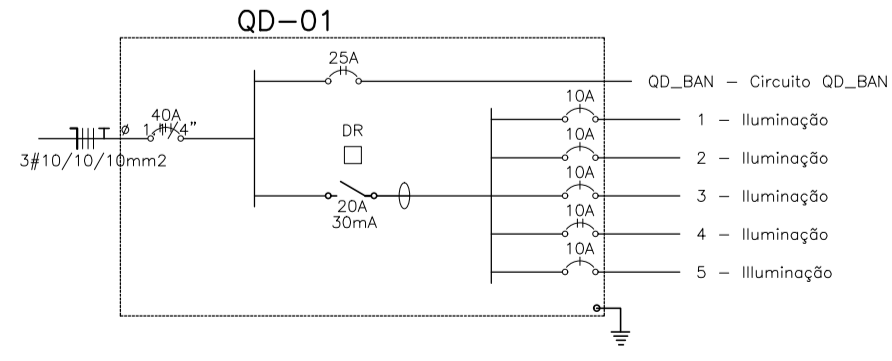 QD-01
25A
QD_BAN - Circuito QD_BAN
40A
ø 1 1/4"
3#10/10/10mm2
DR
20A
30mA
10A
1 - Iluminação
10A
2 - Iluminação
10A
3 - Iluminação
10A
4 - Iluminação
10A
5 - Illuminação